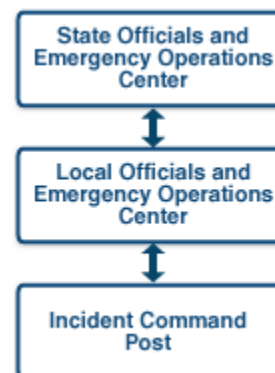 State Officials and
Emergency Operations
Center
Local Officials and
Emergency Operations
Center
Incident Command
Post